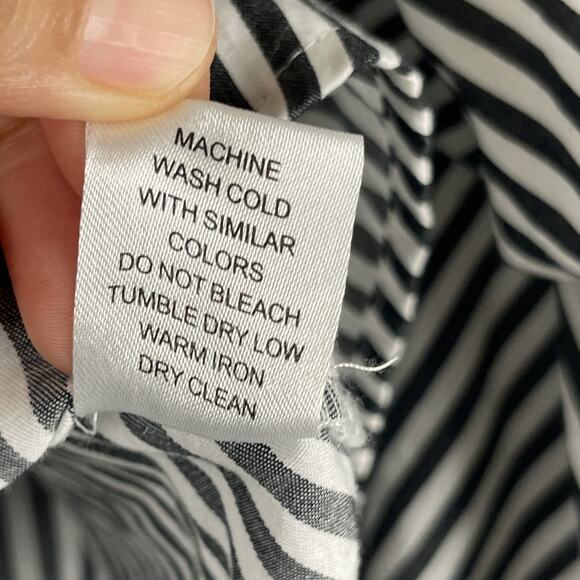 MACHINE
WASH COLD
WITH SIMILAR
COLORS
DO NOT BLEACH
TUMBLE DRY LOW
WARM IRON
DRY CLEAN